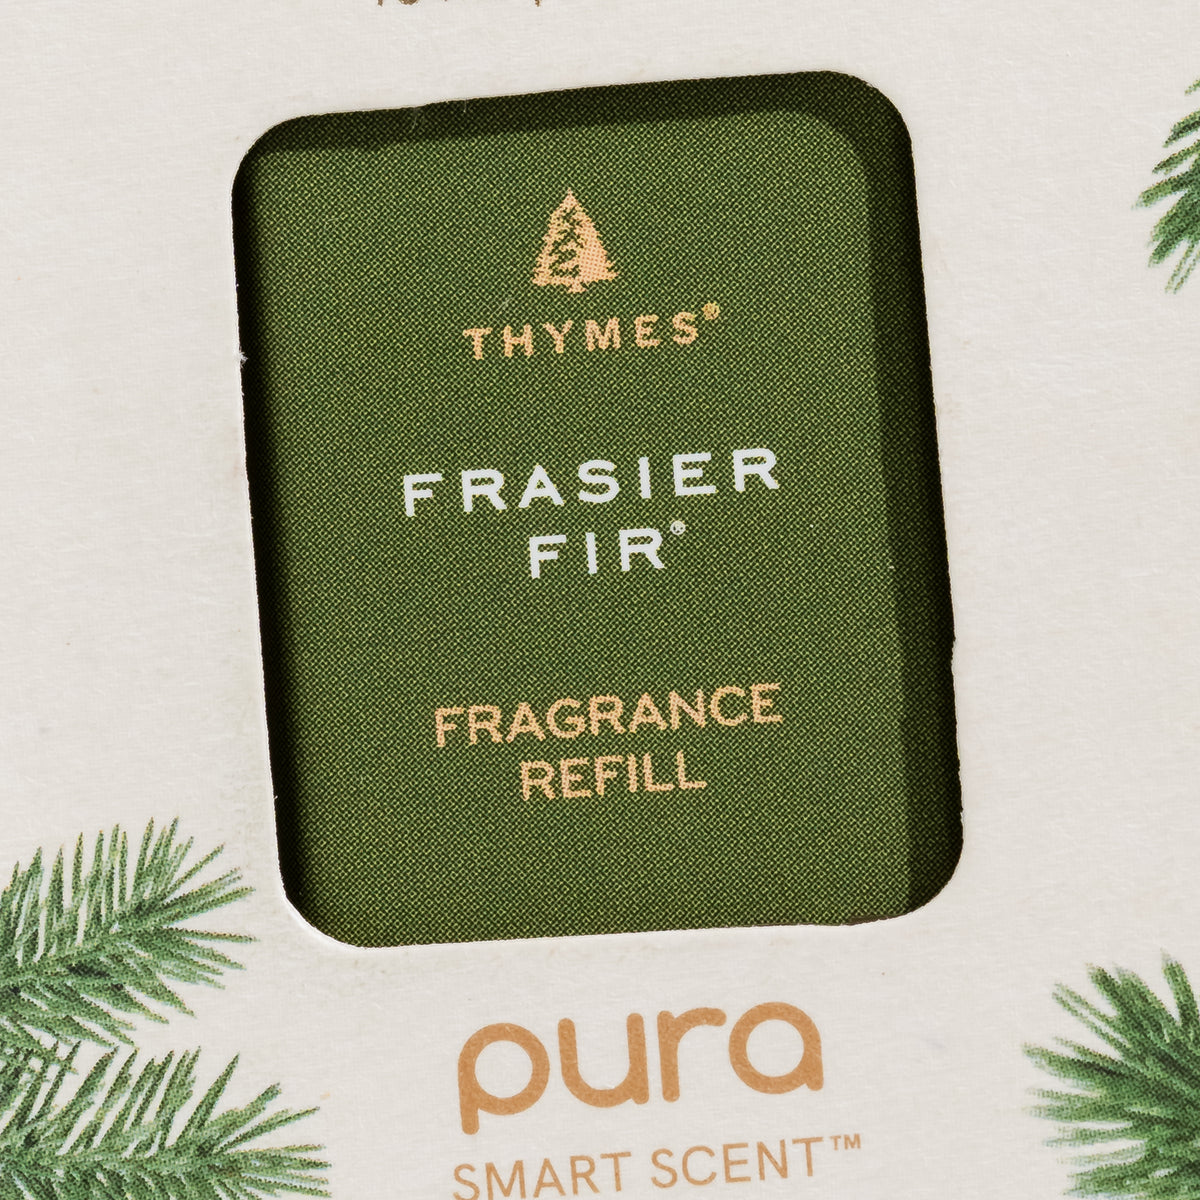 THYMES®
FRASIER
FIR®
FRAGRANCE
REFILL
pura
SMART SCENT™